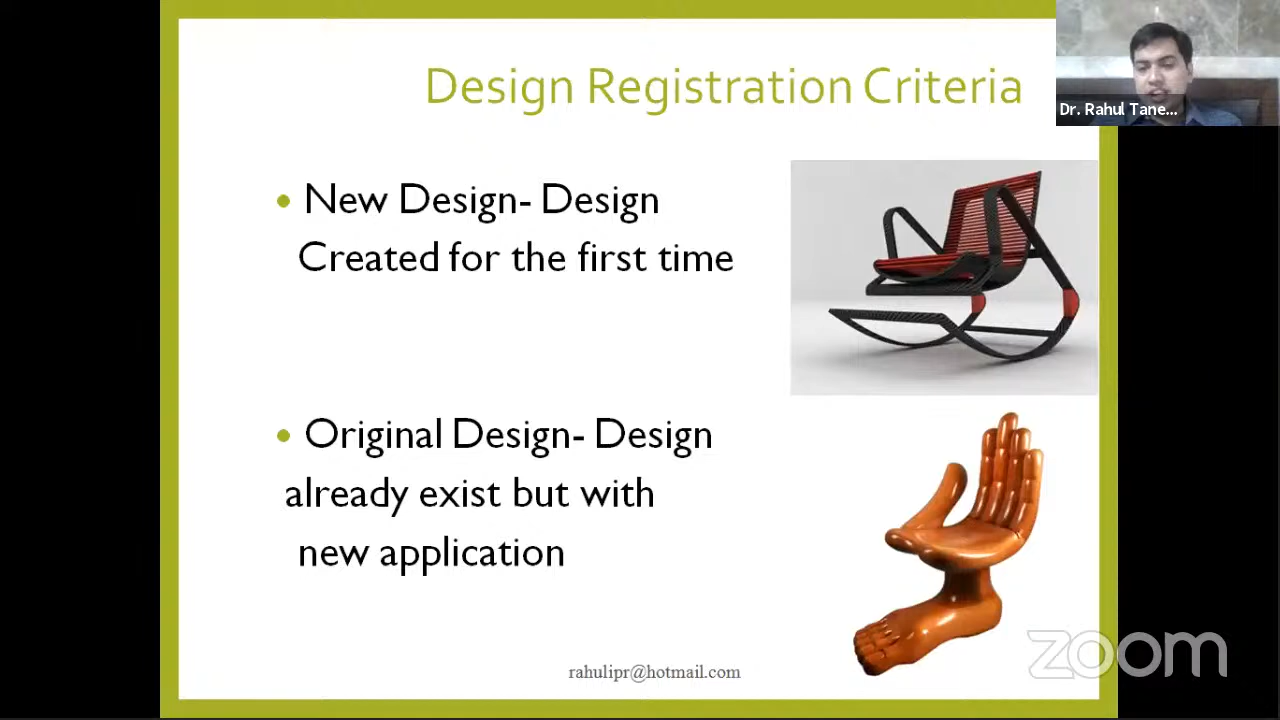 Design Registration Criteria
Dr. Rahul Tane...
• New Design- Design
Created for the first time
• Original Design- Design
already exist but with
new application
rahulipr@hotmail.com
zoom